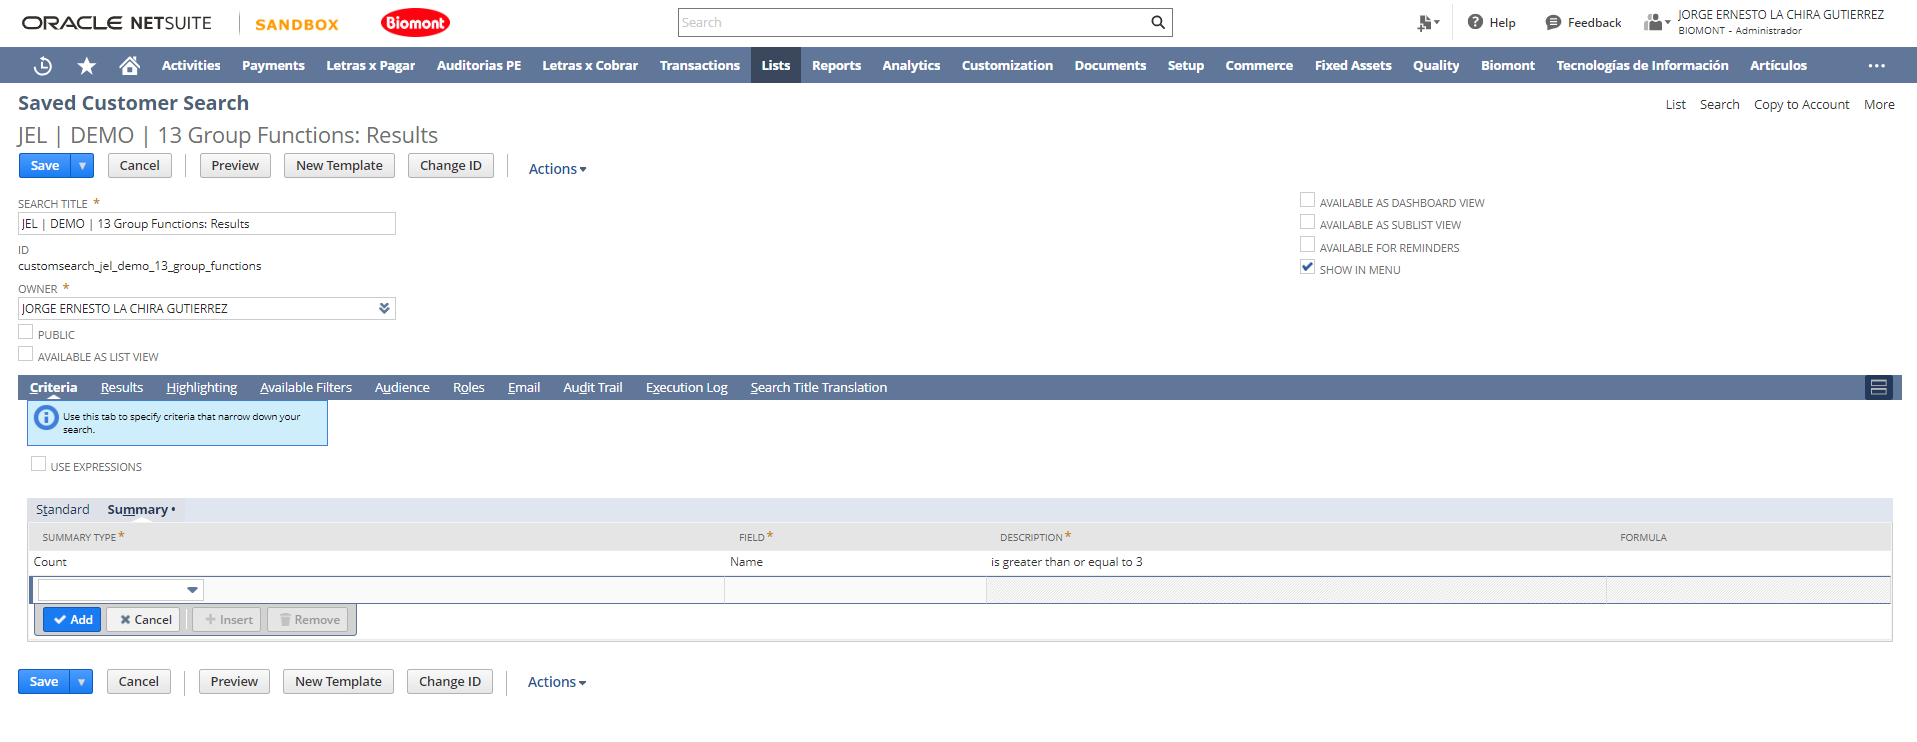 ORACLE NETSUITE SANDBOX Biomont Search Help Feedback JORGE ERNESTO LA CHIRA GUTIERREZ
BIOMONT - Administrador
Activities Payments Letras x Pagar Auditorias PE Letras x Cobrar Transactions Lists Reports Analytics Customization Documents Setup Commerce Fixed Assets Quality Biomont Tecnologías de Información Artículos
Saved Customer Search List Search Copy to Account More
JEL | DEMO | 13 Group Functions: Results
Save Cancel Preview New Template Change ID Actions
SEARCH TITLE *
JEL | DEMO | 13 Group Functions: Results
ID
customsearch_jel_demo_13_group_functions
OWNER *
JORGE ERNESTO LA CHIRA GUTIERREZ
PUBLIC
AVAILABLE AS LIST VIEW
AVAILABLE AS DASHBOARD VIEW
AVAILABLE AS SUBLIST VIEW
AVAILABLE FOR REMINDERS
SHOW IN MENU
Criteria Results Highlighting Available Filters Audience Roles Email Audit Trail Execution Log Search Title Translation
Use this tab to specify criteria that narrow down your
search.
USE EXPRESSIONS
Standard Summary •
SUMMARY TYPE * FIELD * DESCRIPTION * FORMULA
Count Name is greater than or equal to 3
Add Cancel Insert Remove
Save Cancel Preview New Template Change ID Actions